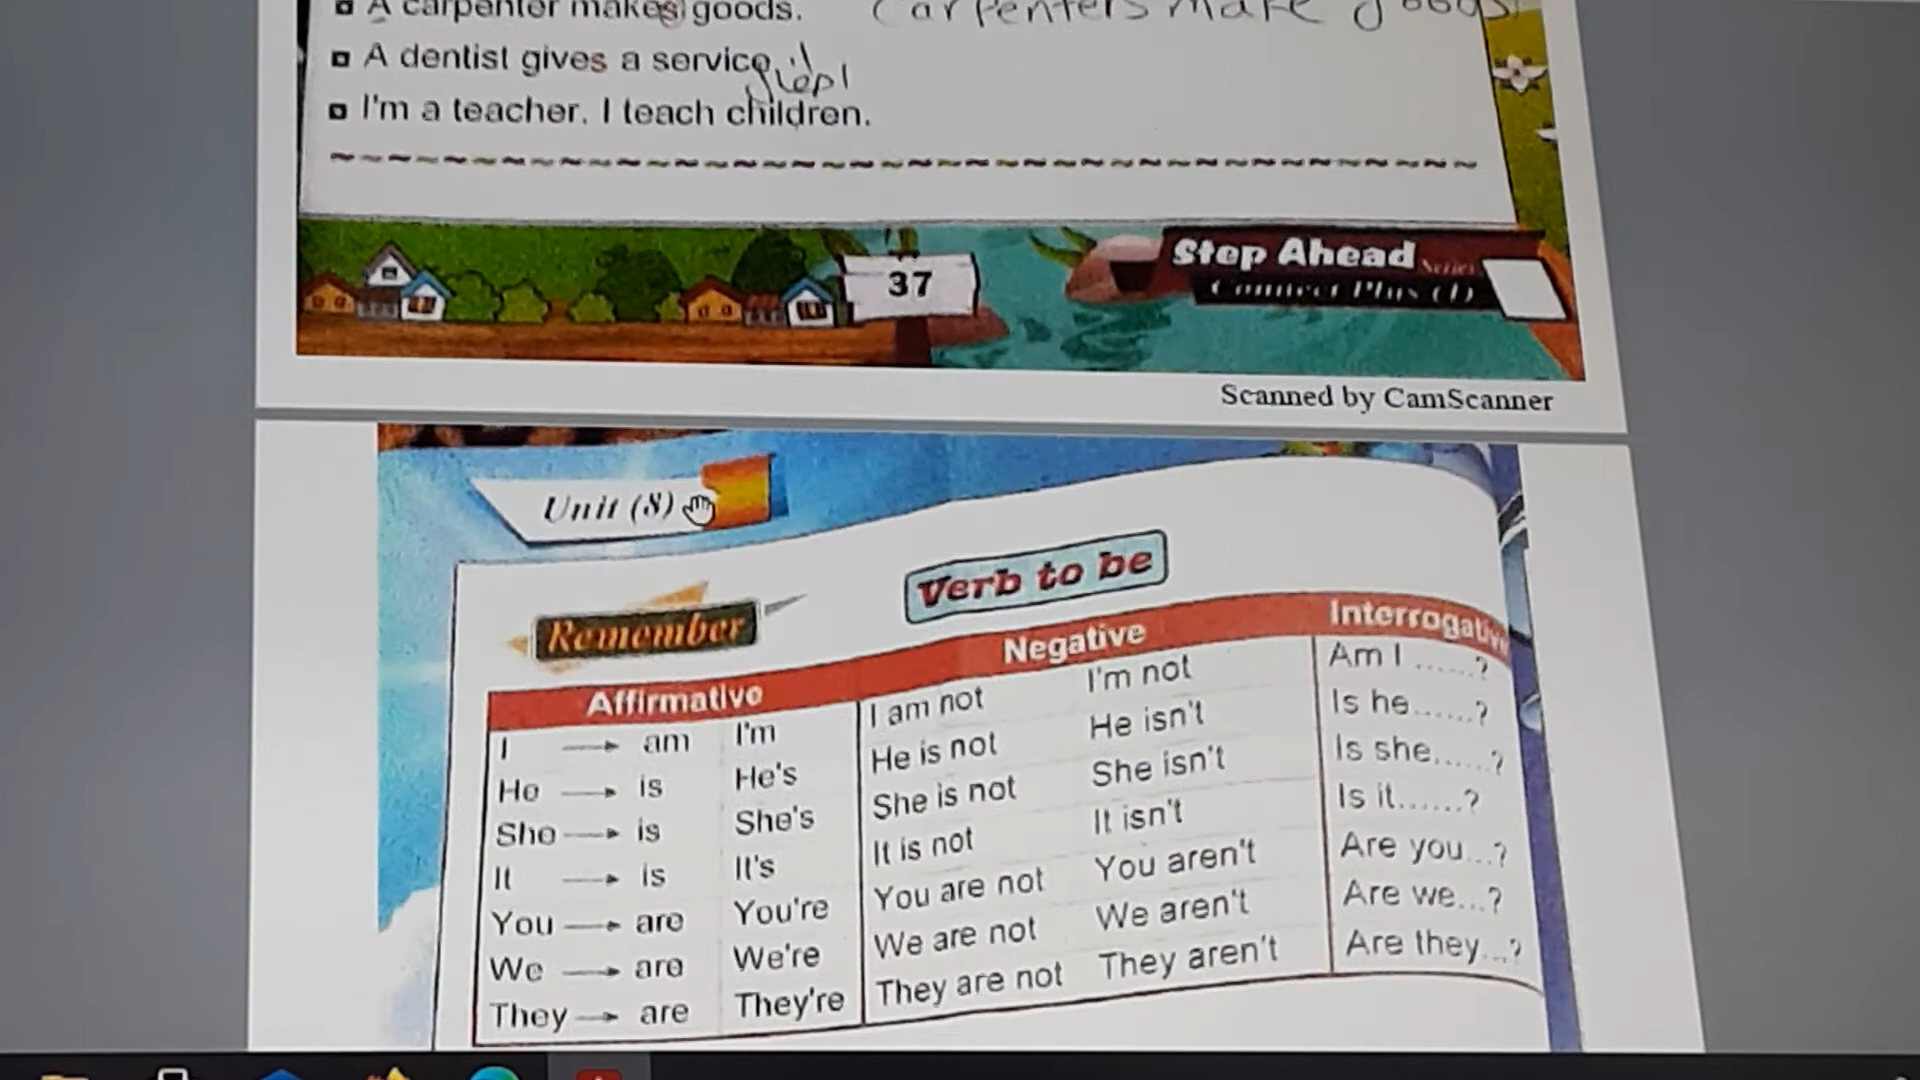 A carpenter makes goods. Carpenters make goods.
A dentist gives a service.
I'm a teacher. I teach children.
37
Step Ahead Series
Connect Plus (1)
Scanned by CamScanner
Unit (8)
Verb to be
Remember
Affirmative Negative Interrogative
I am I'm I am not I'm not Am I ......?
He is He's He is not He isn't Is he......?
She is She's She is not She isn't Is she......?
It is It's It is not It isn't Is it......?
You are You're You are not You aren't Are you...?
We are We're We are not We aren't Are we...?
They are They're They are not They aren't Are they...?